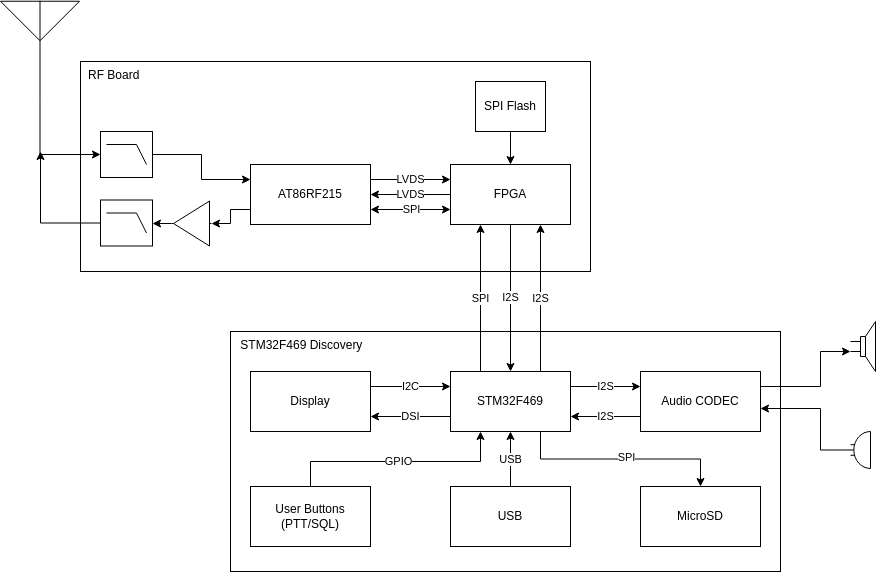 RF Board
SPI Flash
AT86RF215
LVDS
LVDS
SPI
FPGA
SPI
I2S
I2S
STM32F469 Discovery
Display
I2C
DSI
STM32F469
I2S
I2S
Audio CODEC
GPIO
USB
SPI
User Buttons
(PTT/SQL)
USB
MicroSD